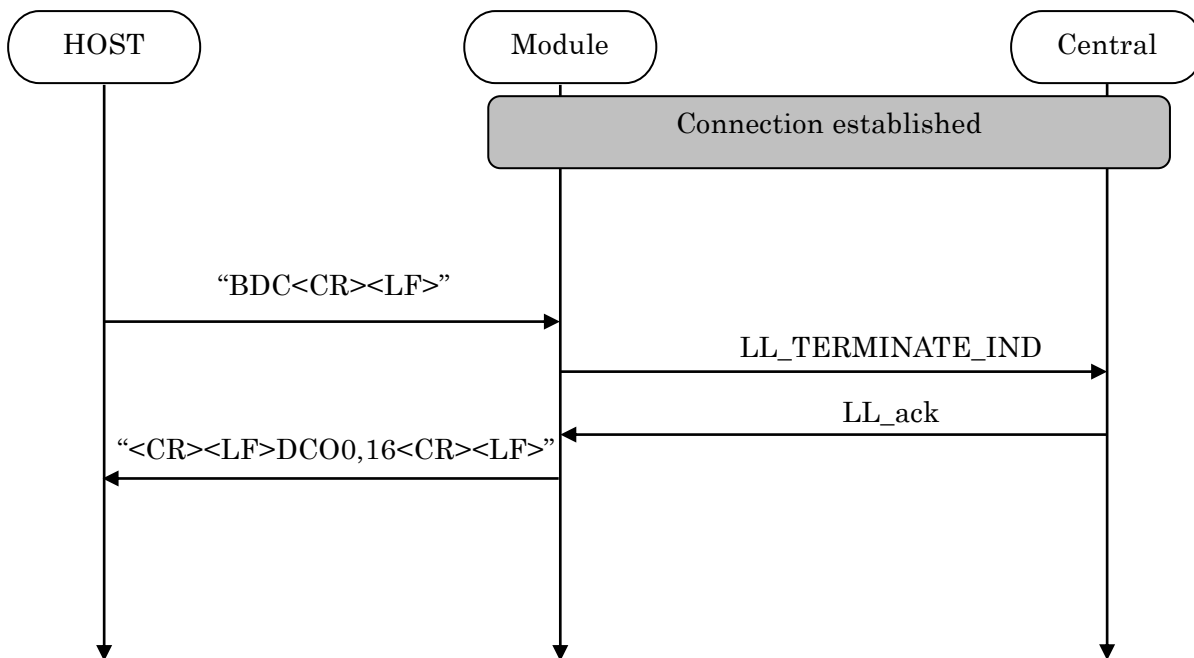 HOST
Module
Central
Connection established
“BDC<CR><LF>”
LL_TERMINATE_IND
LL_ack
“<CR><LF>DCO0,16<CR><LF>”